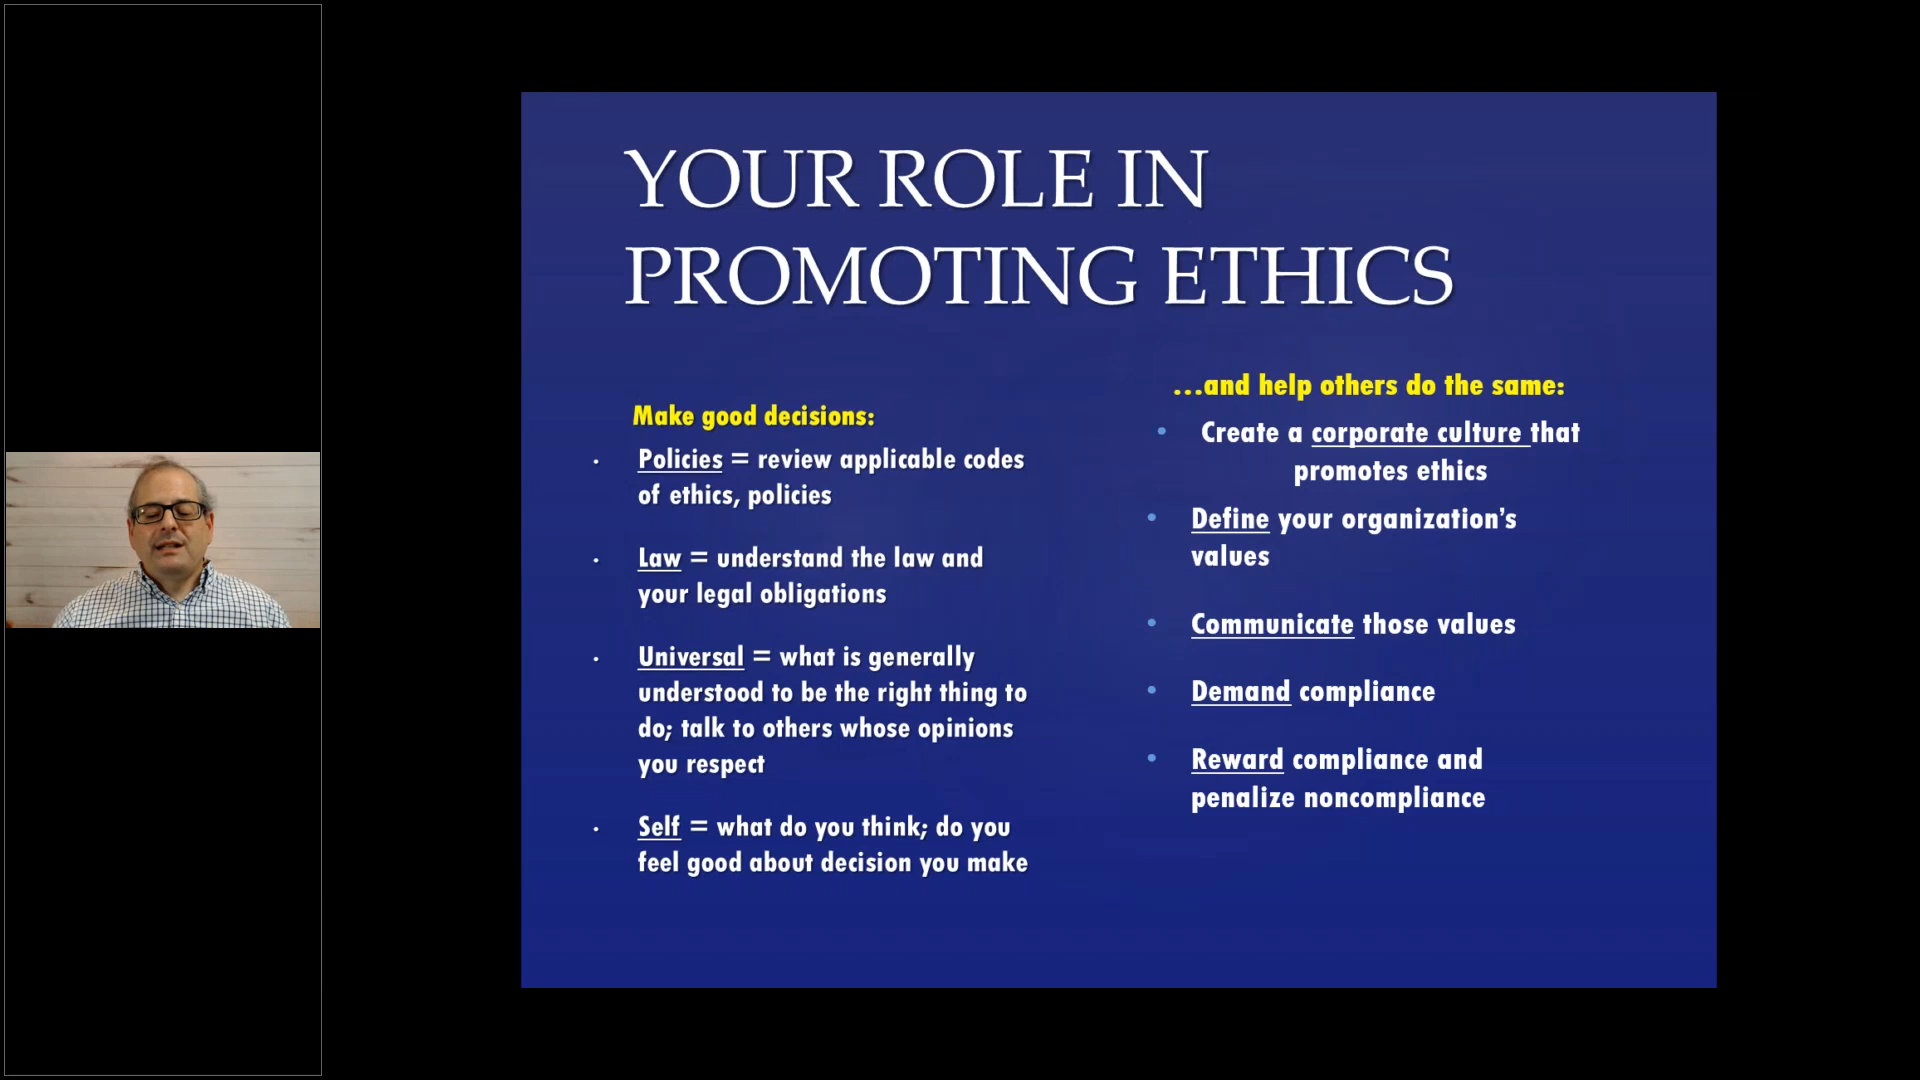 YOUR ROLE IN
PROMOTING ETHICS
Make good decisions:
• Policies = review applicable codes
of ethics, policies
• Law = understand the law and
your legal obligations
• Universal = what is generally
understood to be the right thing to
do; talk to others whose opinions
you respect
• Self = what do you think; do you
feel good about decision you make
…and help others do the same:
• Create a corporate culture that
promotes ethics
• Define your organization’s
values
• Communicate those values
• Demand compliance
• Reward compliance and
penalize noncompliance